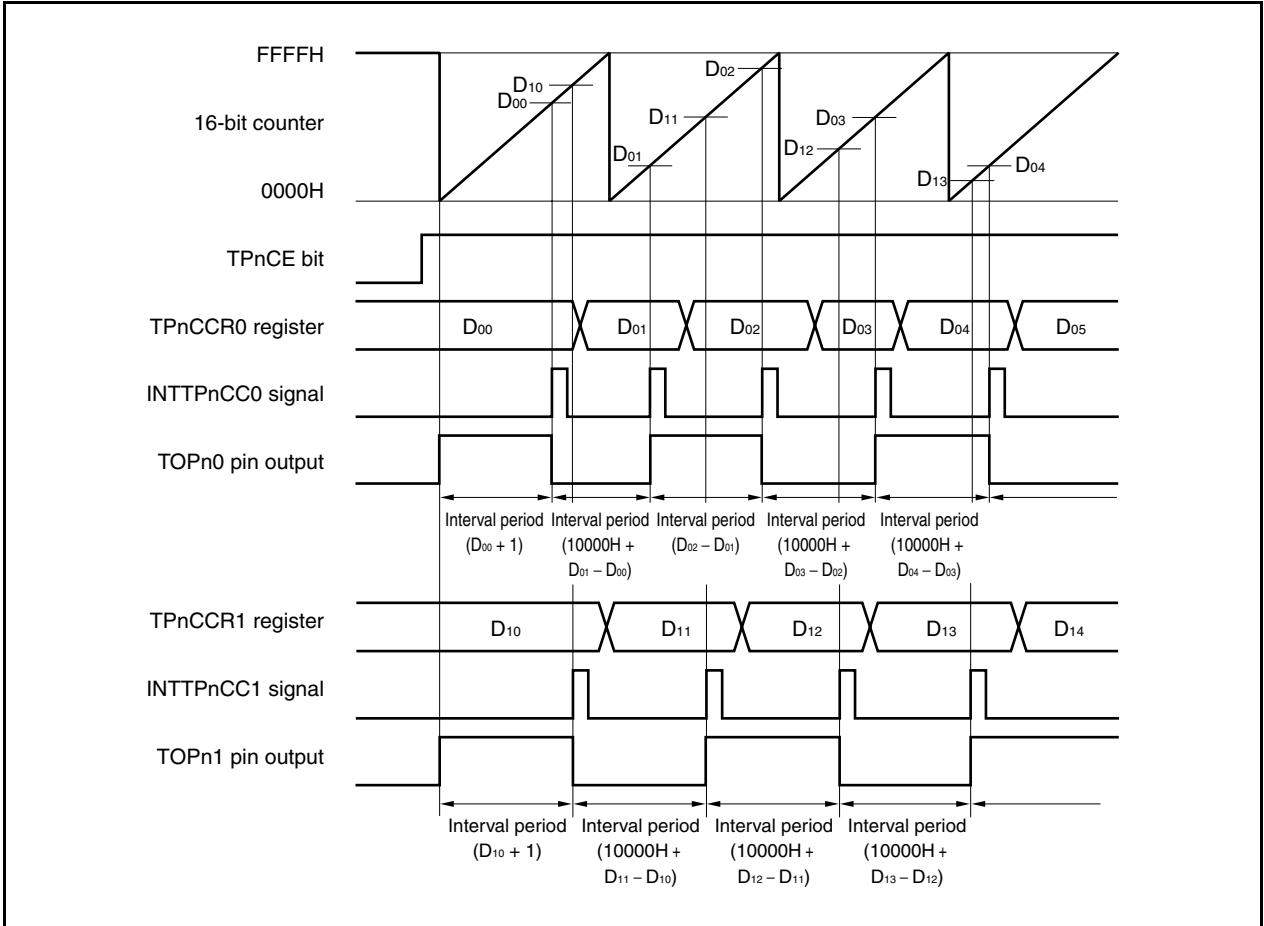 FFFFH
D10
D00
D02
16-bit counter
D11
D03
D01
D12
0000H
D13
D04
TPnCE bit
TPnCCR0 register
D00
D01
D02
D03
D04
D05
INTTPnCC0 signal
TOPn0 pin output
Interval period
(D00 + 1)
Interval period
(10000H +
D01 – D00)
Interval period
(D02 – D01)
Interval period
(10000H +
D03 – D02)
Interval period
(10000H +
D04 – D03)
TPnCCR1 register
D10
D11
D12
D13
D14
INTTPnCC1 signal
TOPn1 pin output
Interval period
(D10 + 1)
Interval period
(10000H +
D11 – D10)
Interval period
(10000H +
D12 – D11)
Interval period
(10000H +
D13 – D12)